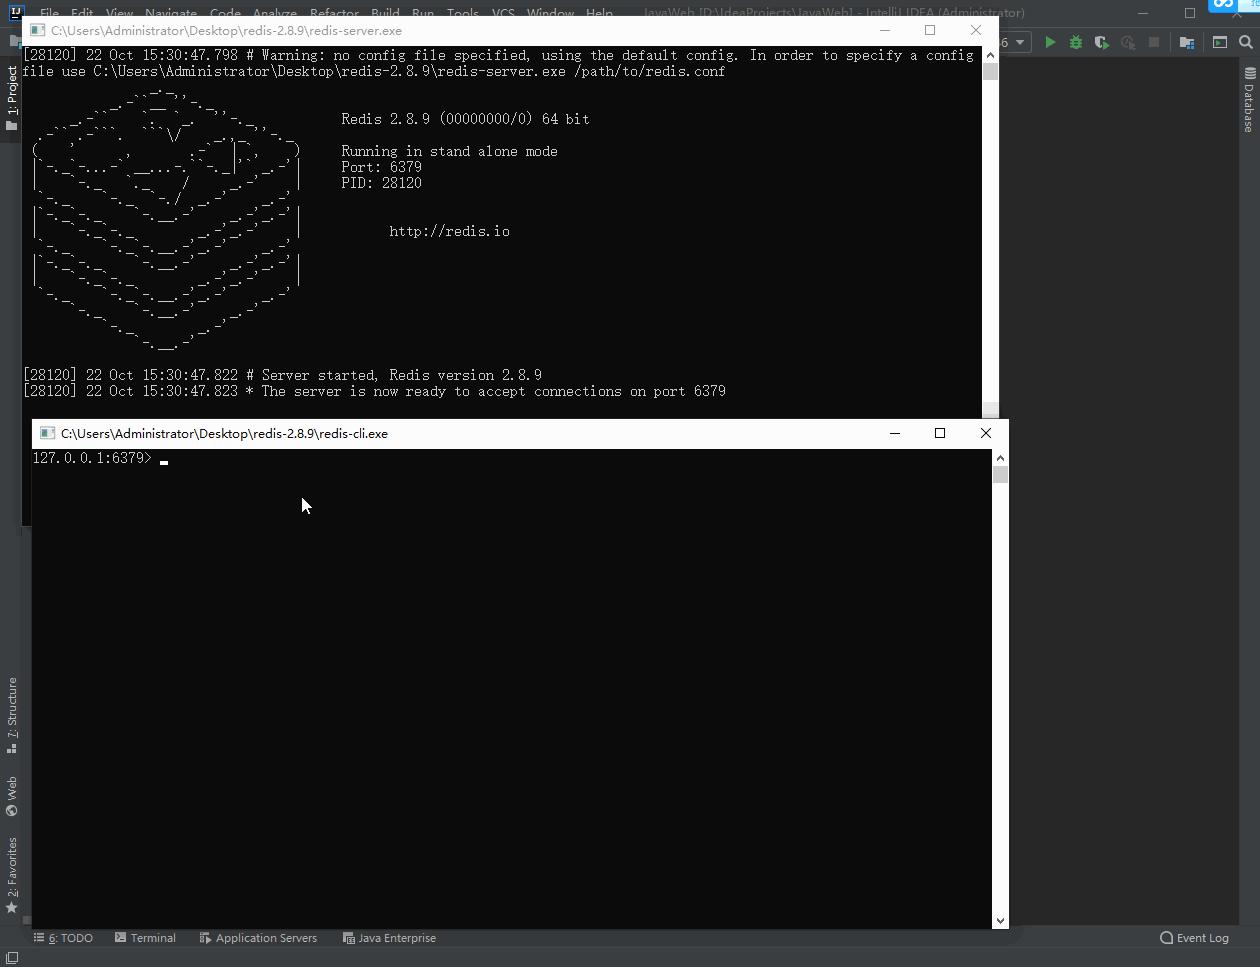 File Edit View Navigate Code Analyze Refactor Build Run Tools VCS Window Help JavaWeb [D:\IdeaProjects\JavaWeb] - IntelliJ IDEA (Administrator)
C:\Users\Administrator\Desktop\redis-2.8.9\redis-server.exe
[28120] 22 Oct 15:30:47.798 # Warning: no config file specified, using the default config. In order to specify a config
file use C:\Users\Administrator\Desktop\redis-2.8.9\redis-server.exe /path/to/redis.conf
Redis 2.8.9 (00000000/0) 64 bit
Running in stand alone mode
Port: 6379
PID: 28120
http://redis.io
[28120] 22 Oct 15:30:47.822 # Server started, Redis version 2.8.9
[28120] 22 Oct 15:30:47.823 * The server is now ready to accept connections on port 6379
C:\Users\Administrator\Desktop\redis-2.8.9\redis-cli.exe
127.0.0.1:6379>
1: Project
7: Structure
Web
2: Favorites
Database
6: TODO
Terminal
Application Servers
Java Enterprise
Event Log